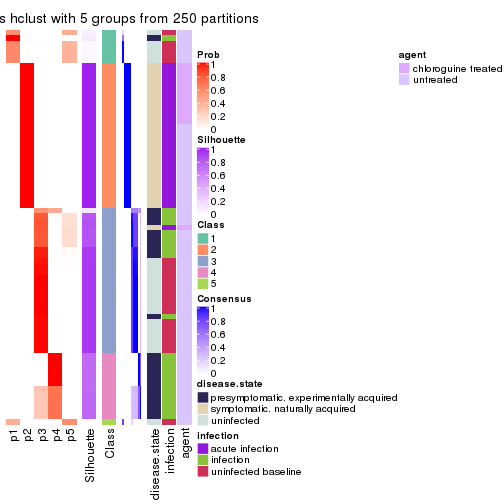 s hclust with 5 groups from 250 partitions
Prob
1
0.8
0.6
0.4
0.2
0
Silhouette
1
0.8
0.6
0.4
0.2
0
Class
1
2
3
4
5
Consensus
1
0.8
0.6
0.4
0.2
0
disease.state
presymptomatic. experimentally acquired
symptomatic. naturally acquired
uninfected
infection
acute infection
infection
uninfected baseline
agent
chloroguine treated
untreated
p1
p2
p3
p4
p5
Silhouette
Class
disease.state
infection
agent